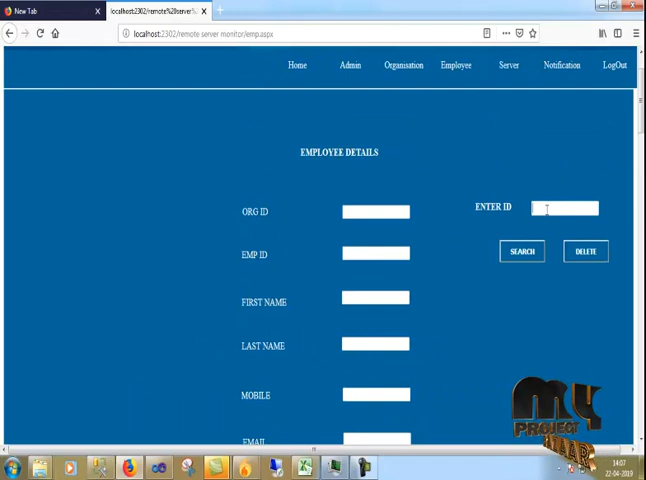 New Tab
localhost:2302/remote%20server%
localhost:2302/remote server monitor/emp.aspx
Home Admin Organisation Employee Server Notification LogOut
EMPLOYEE DETAILS
ORG ID
ENTER ID
EMP ID
SEARCH DELETE
FIRST NAME
LAST NAME
MOBILE
EMAIL
my
PROJECT
BAZAAR
14:07
22-04-2019